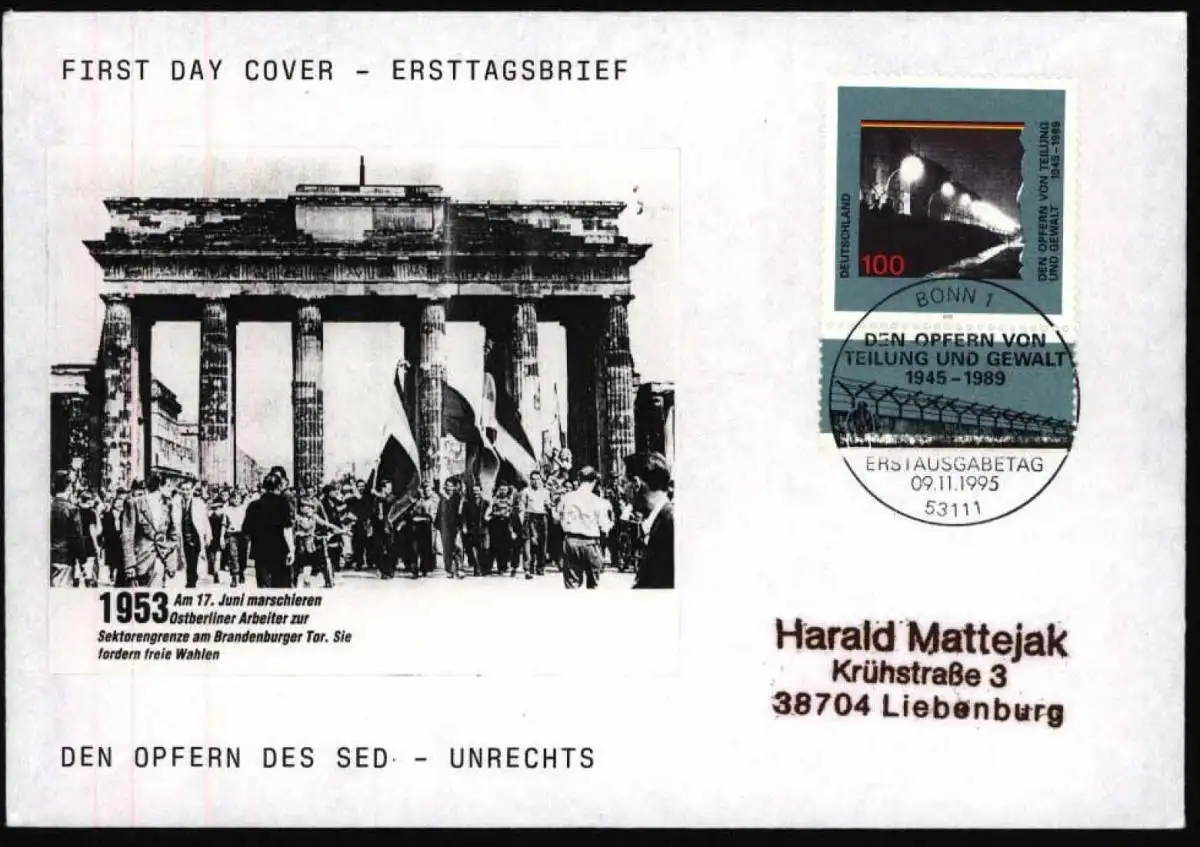 FIRST DAY COVER - ERSTTAGSBRIEF
DEUTSCHLAND
100
DEN OPFERN VON TEILUNG
UND GEWALT 1945-1989
BONN 1
DEN OPFERN VON
TEILUNG UND GEWALT
1945-1989
ERSTAUSGABETAG
09.11.1995
53111
1953 Am 17. Juni marschieren
Ostberliner Arbeiter zur
Sektorengrenze am Brandenburger Tor. Sie
fordern freie Wahlen
Harald Mattejak
Krühstraße 3
38704 Liebenburg
DEN OPFERN DES SED - UNRECHTS